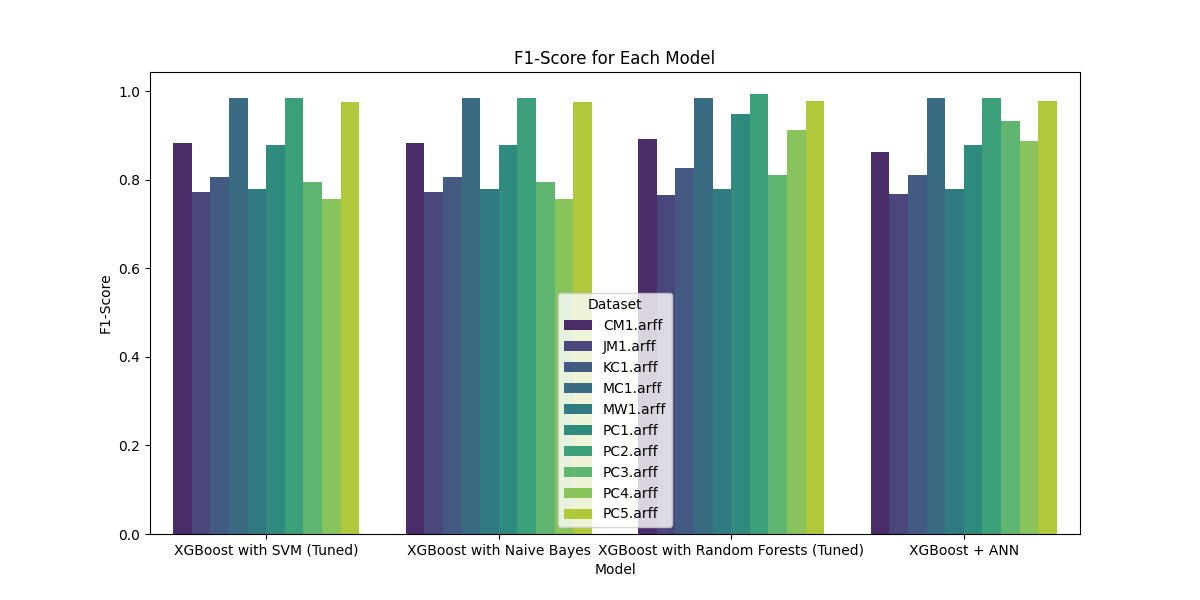 F1-Score for Each Model
F1-Score
1.0
0.8
0.6
0.4
0.2
0.0
Dataset
CM1.arff
JM1.arff
KC1.arff
MC1.arff
MW1.arff
PC1.arff
PC2.arff
PC3.arff
PC4.arff
PC5.arff
XGBoost with SVM (Tuned)
XGBoost with Naive Bayes
XGBoost with Random Forests (Tuned)
XGBoost + ANN
Model